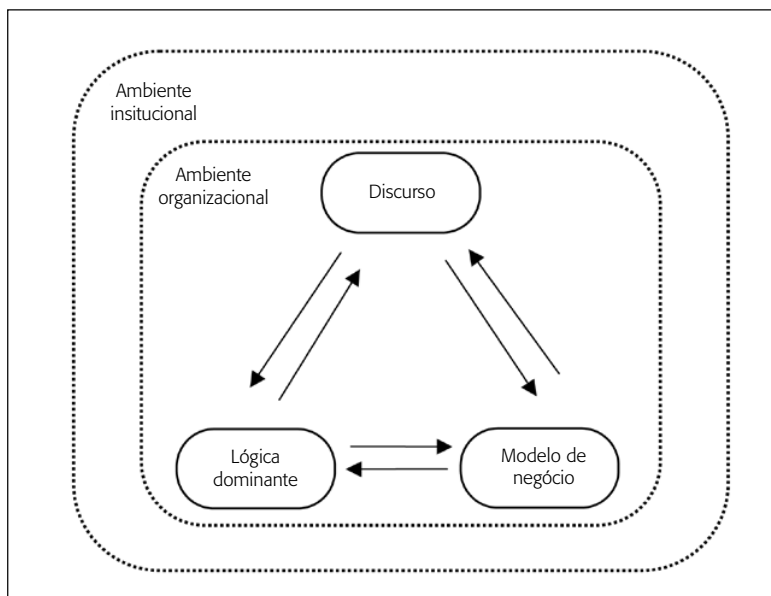 Ambiente
insitucional
Ambiente
organizacional
Discurso
Lógica
dominante
Modelo de
negócio